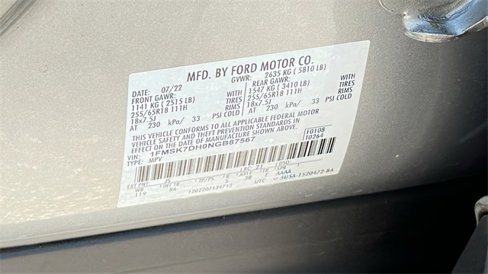 MFD. BY FORD MOTOR CO.
DATE: 07/22 GVWR: 2635 KG (5810 LB)
FRONT GAWR: REAR GAWR: WITH
1141 KG (2515 LB) WITH 1547 KG (3410 LB) TIRES
255/65R18 111H TIRES 255/65R18 111H RIMS
18x7.5J RIMS 18x7.5J
AT 230 kPa/ 33 PSI COLD AT 230 kPa/ 33 PSI COLD
THIS VEHICLE CONFORMS TO ALL APPLICABLE FEDERAL MOTOR
VEHICLE SAFETY AND THEFT PREVENTION STANDARDS IN
EFFECT ON THE DATE OF MANUFACTURE SHOWN ABOVE.
VIN: 1FMSK7DH0NGB87567
TYPE: MPV
F0108
UTC